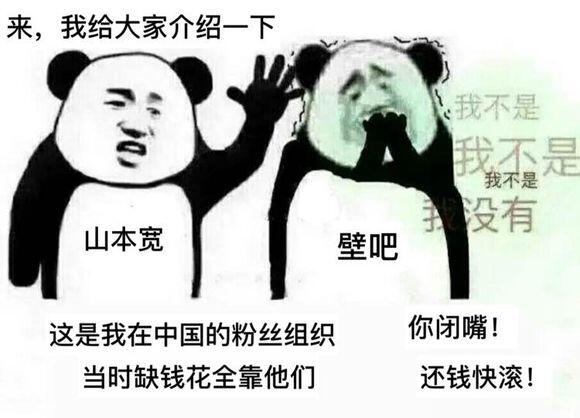 来，我给大家介绍一下
我不是
我不是
我不是
我没有
山本宽
壁吧
这是我在中国的粉丝组织
当时缺钱花全靠他们
你闭嘴！
还钱快滚！